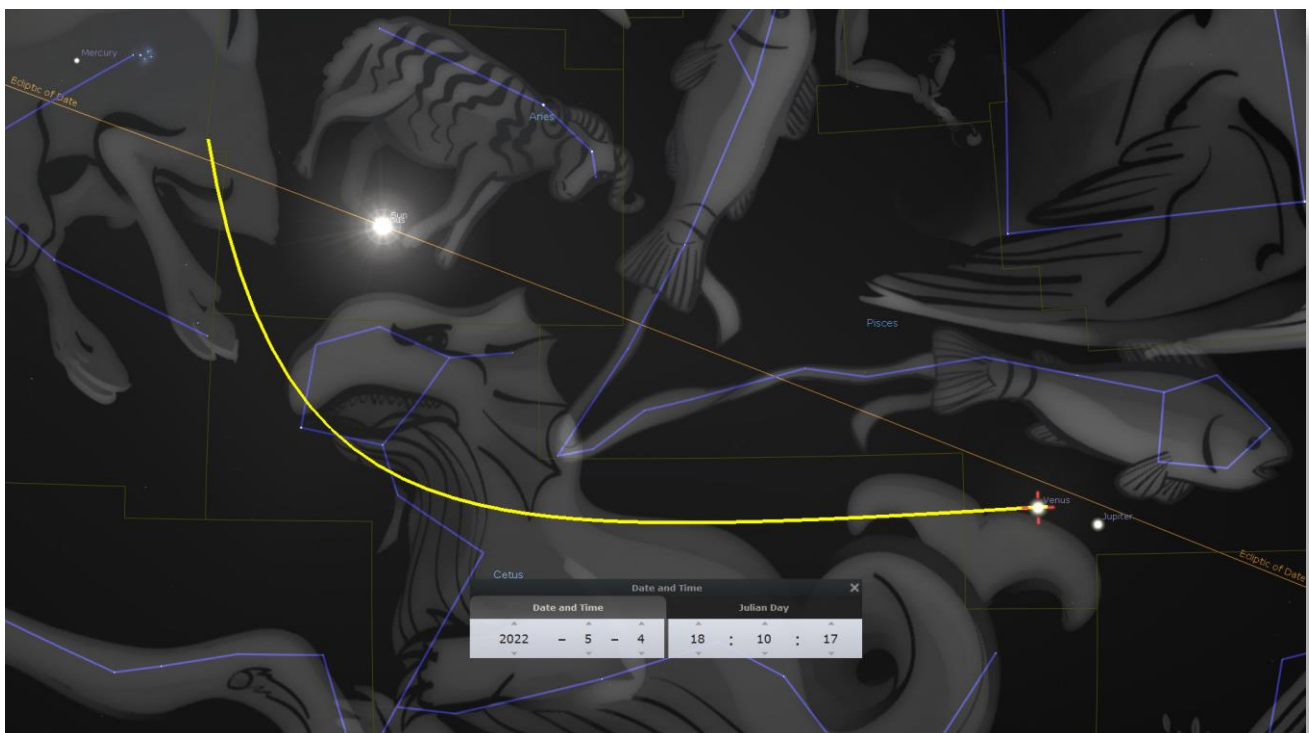 Mercury
Ecliptic of Date
Aries
Sun
Pisces
Venus
Jupiter
Ecliptic of Date
Cetus
Date and Time
Date and Time Julian Day
2022 - 5 - 4 18 : 10 : 17